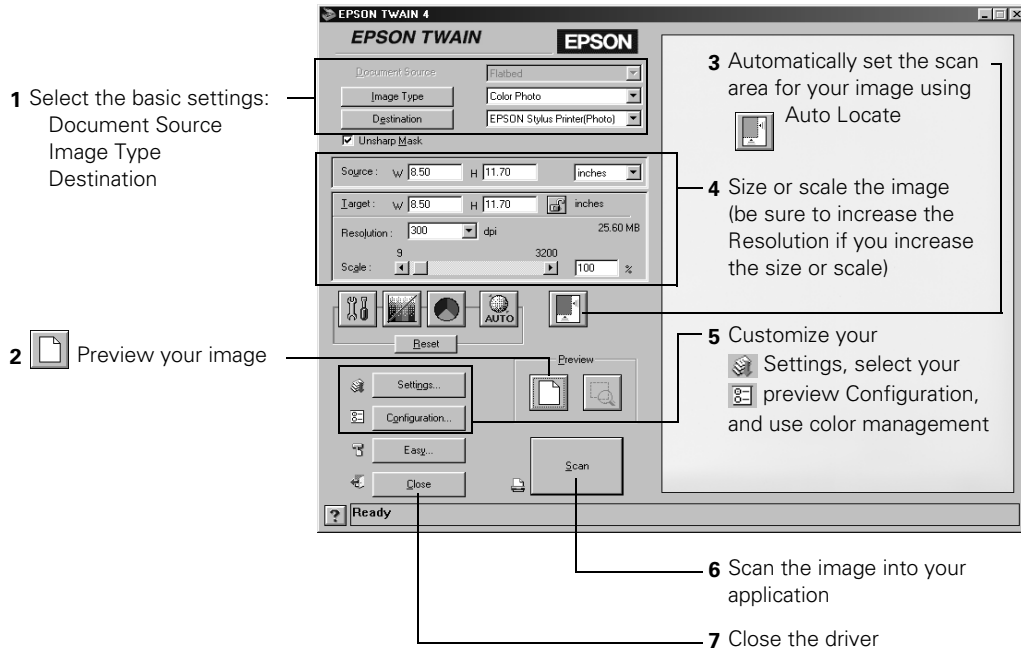 EPSON TWAIN 4
EPSON TWAIN
EPSON
Document Source
Flatbed
Image Type
Color Photo
Destination
EPSON Stylus Printer(Photo)
Unsharp Mask
Source : W 8.50 H 11.70 inches
Target : W 8.50 H 11.70 inches
Resolution : 300 dpi 25.60 MB
9 3200
Scale : 100 %
AUTO
Reset
Preview
Settings...
Configuration...
Easy...
Close
Scan
? Ready
1 Select the basic settings:
Document Source
Image Type
Destination
2 Preview your image
3 Automatically set the scan
area for your image using
Auto Locate
4 Size or scale the image
(be sure to increase the
Resolution if you increase
the size or scale)
5 Customize your
Settings, select your
preview Configuration,
and use color management
6 Scan the image into your
application
7 Close the driver